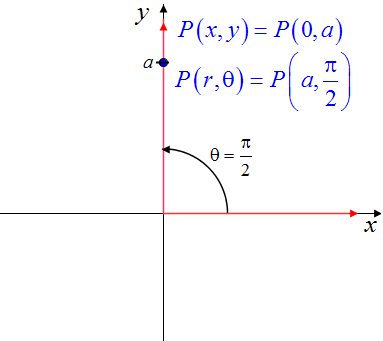 y
P(x, y) = P(0, a)
a
P(r, θ) = P(a, π/2)
θ = π/2
x